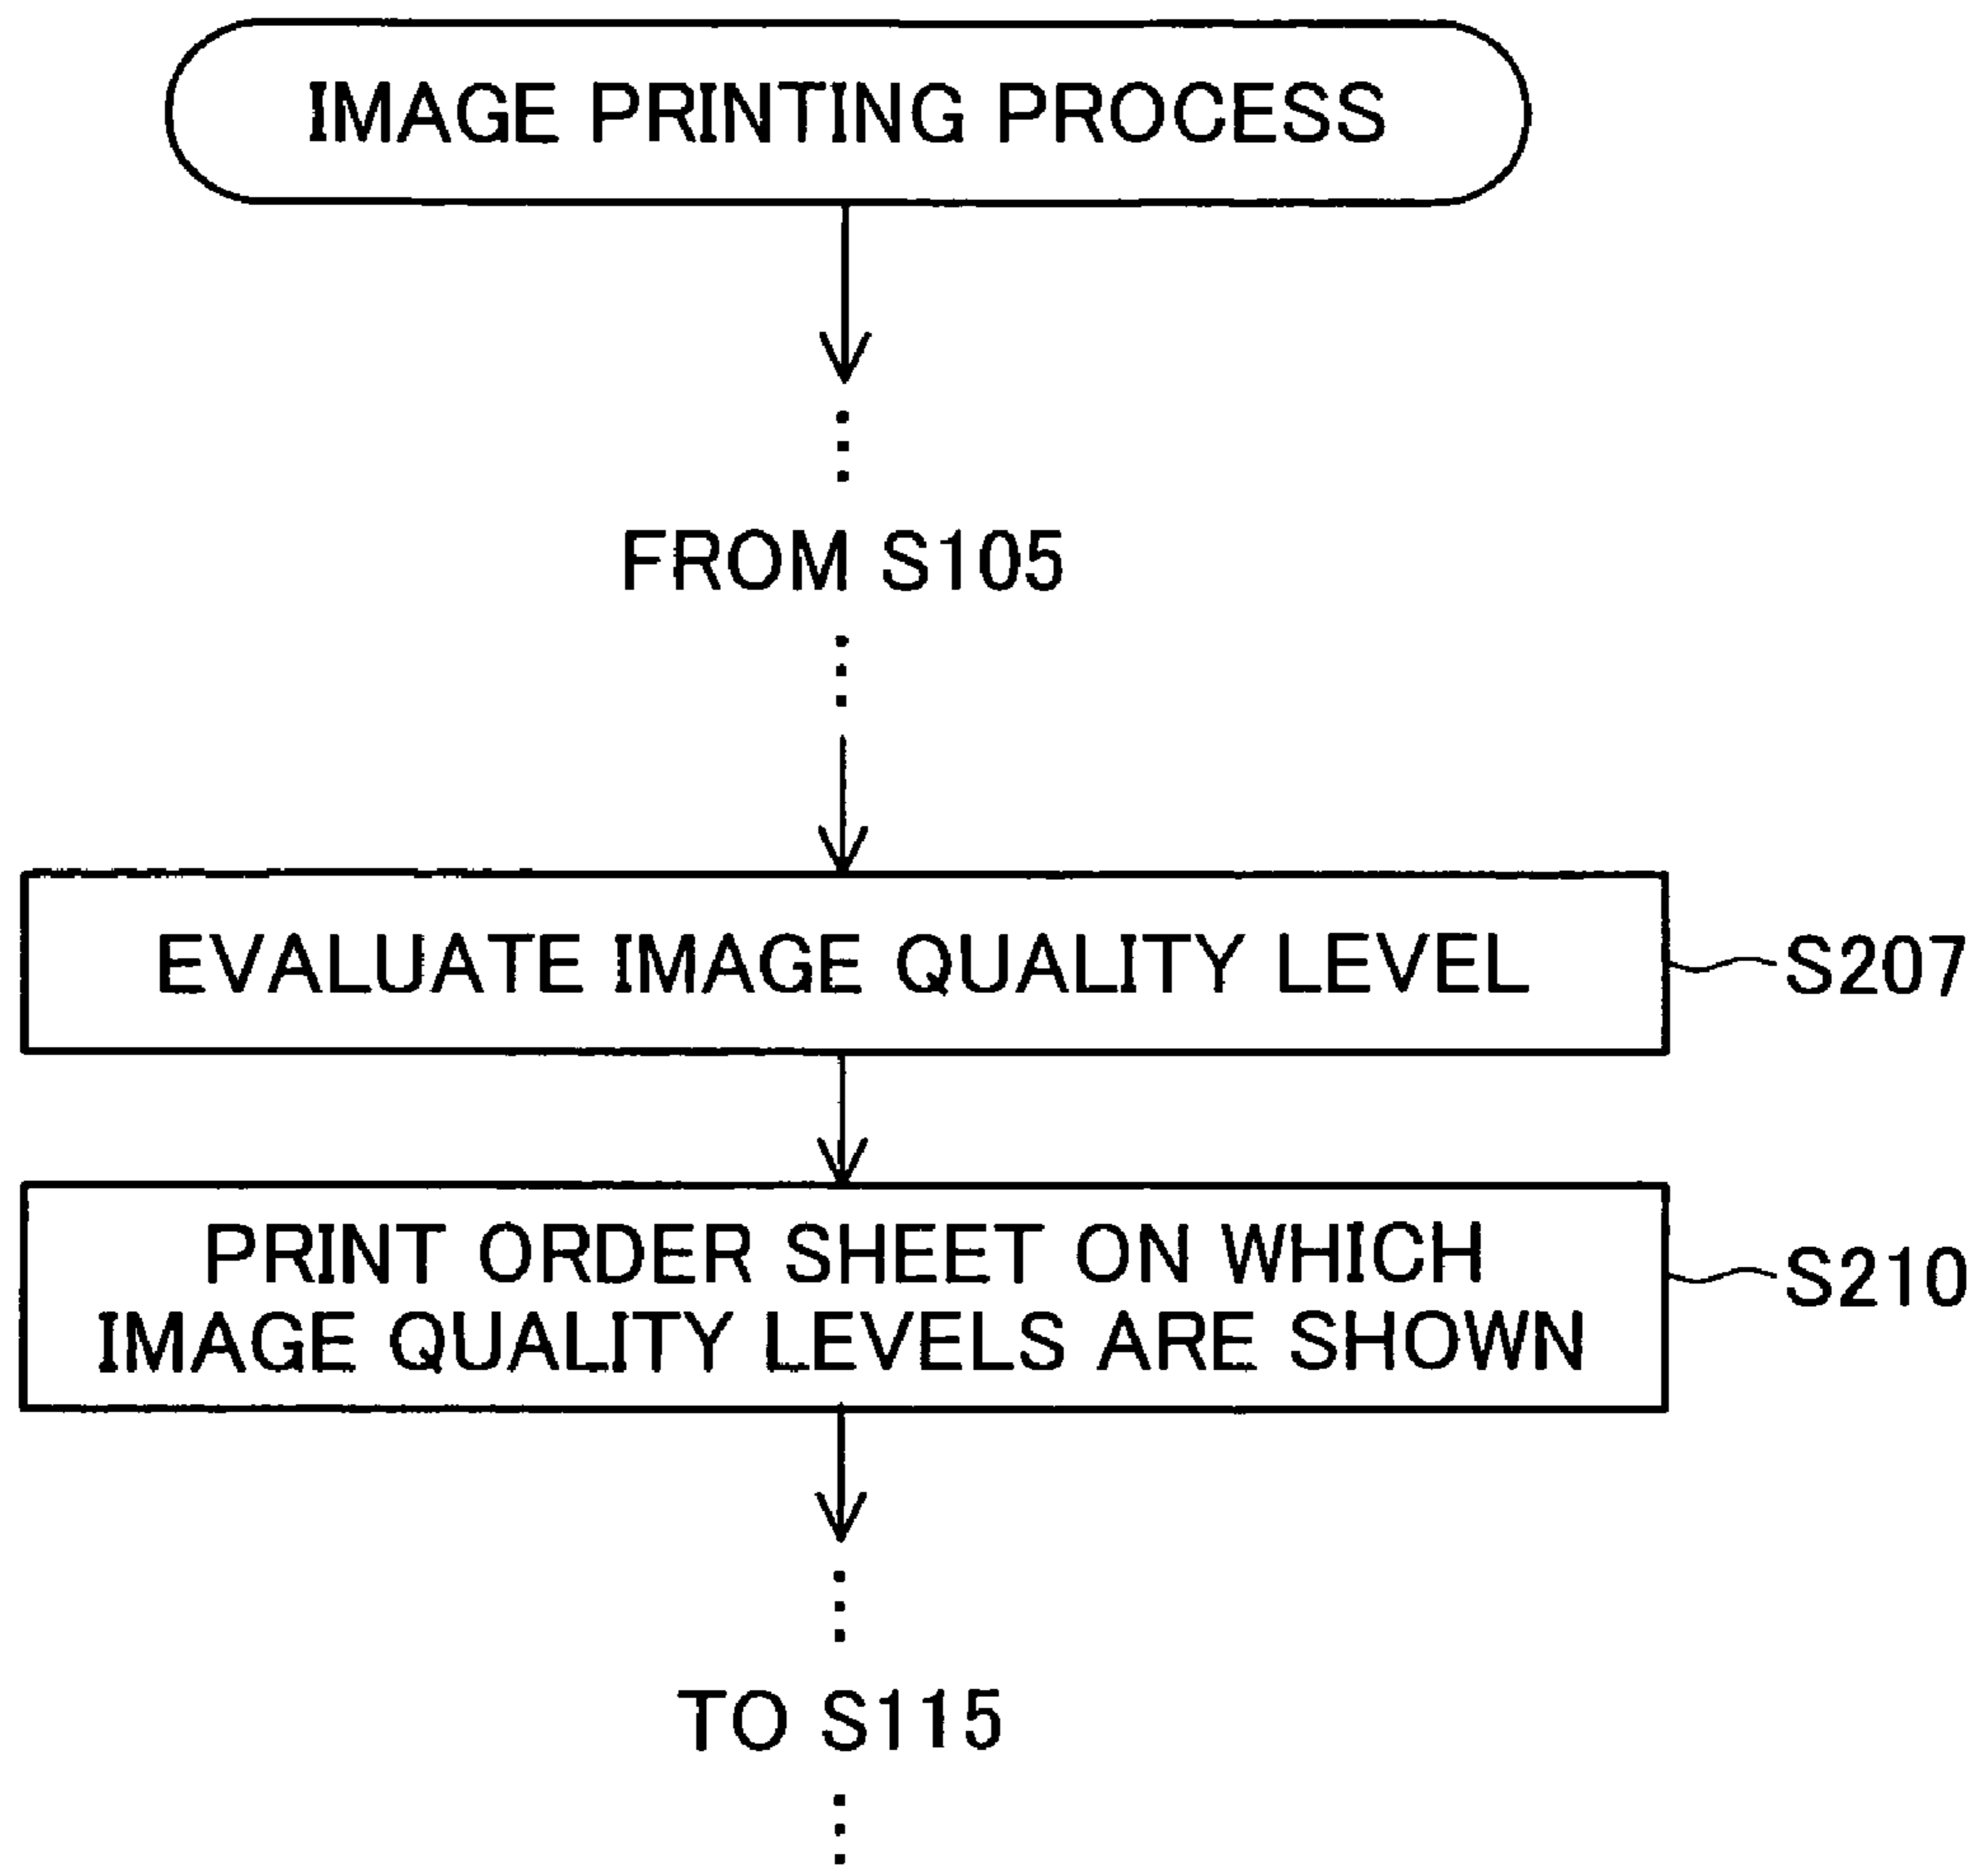 IMAGE PRINTING PROCESS
FROM S105
EVALUATE IMAGE QUALITY LEVEL
S207
PRINT ORDER SHEET ON WHICH
IMAGE QUALITY LEVELS ARE SHOWN
S210
TO S115